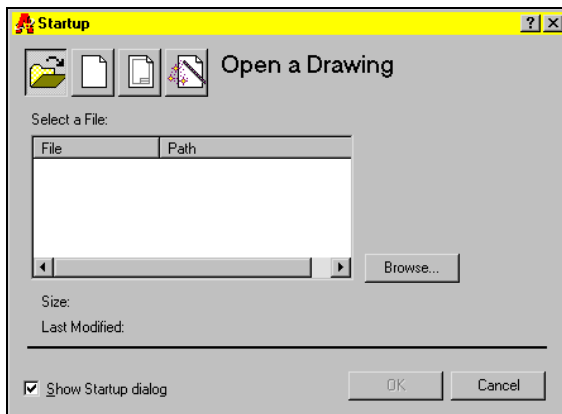 Startup
Open a Drawing
Select a File:
File Path
Browse...
Size:
Last Modified:
Show Startup dialog
OK Cancel